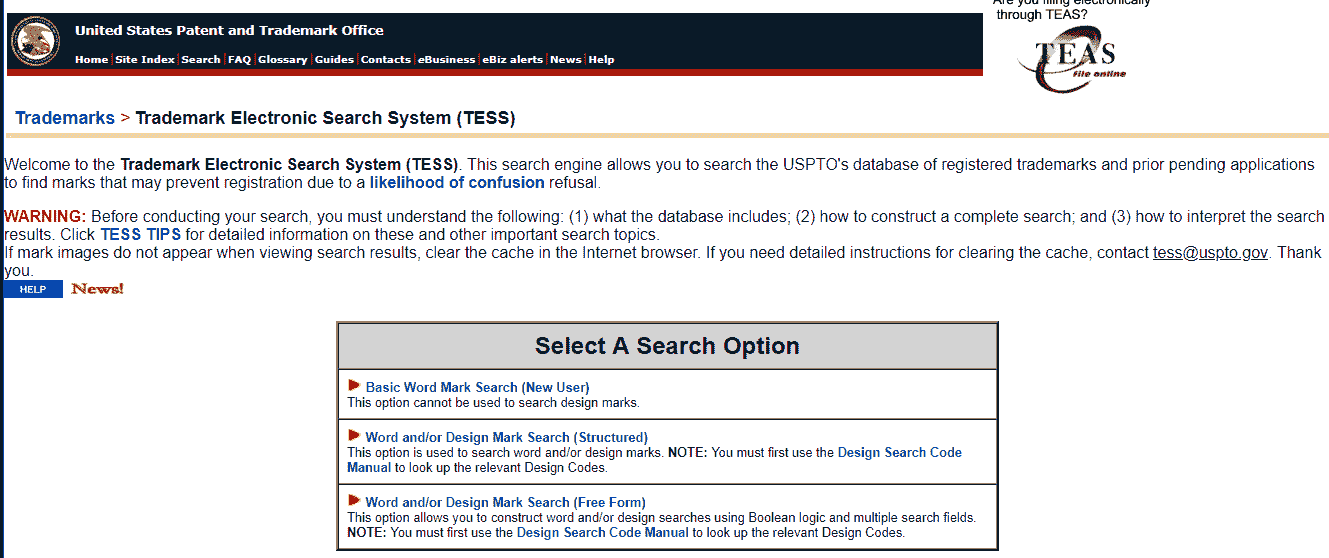 Are you filing electronically
through TEAS?
United States Patent and Trademark Office
Home|Site Index|Search|FAQ|Glossary|Guides|Contacts|eBusiness|eBiz alerts|News|Help
TEAS
File online
Trademarks > Trademark Electronic Search System (TESS)
Welcome to the Trademark Electronic Search System (TESS). This search engine allows you to search the USPTO's database of registered trademarks and prior pending applications
to find marks that may prevent registration due to a likelihood of confusion refusal.
WARNING: Before conducting your search, you must understand the following: (1) what the database includes; (2) how to construct a complete search; and (3) how to interpret the search
results. Click TESS TIPS for detailed information on these and other important search topics.
If mark images do not appear when viewing search results, clear the cache in the Internet browser. If you need detailed instructions for clearing the cache, contact tess@uspto.gov. Thank
you.
HELP News!
Select A Search Option
Basic Word Mark Search (New User)
This option cannot be used to search design marks.
Word and/or Design Mark Search (Structured)
This option is used to search word and/or design marks. NOTE: You must first use the Design Search Code
Manual to look up the relevant Design Codes.
Word and/or Design Mark Search (Free Form)
This option allows you to construct word and/or design searches using Boolean logic and multiple search fields.
NOTE: You must first use the Design Search Code Manual to look up the relevant Design Codes.